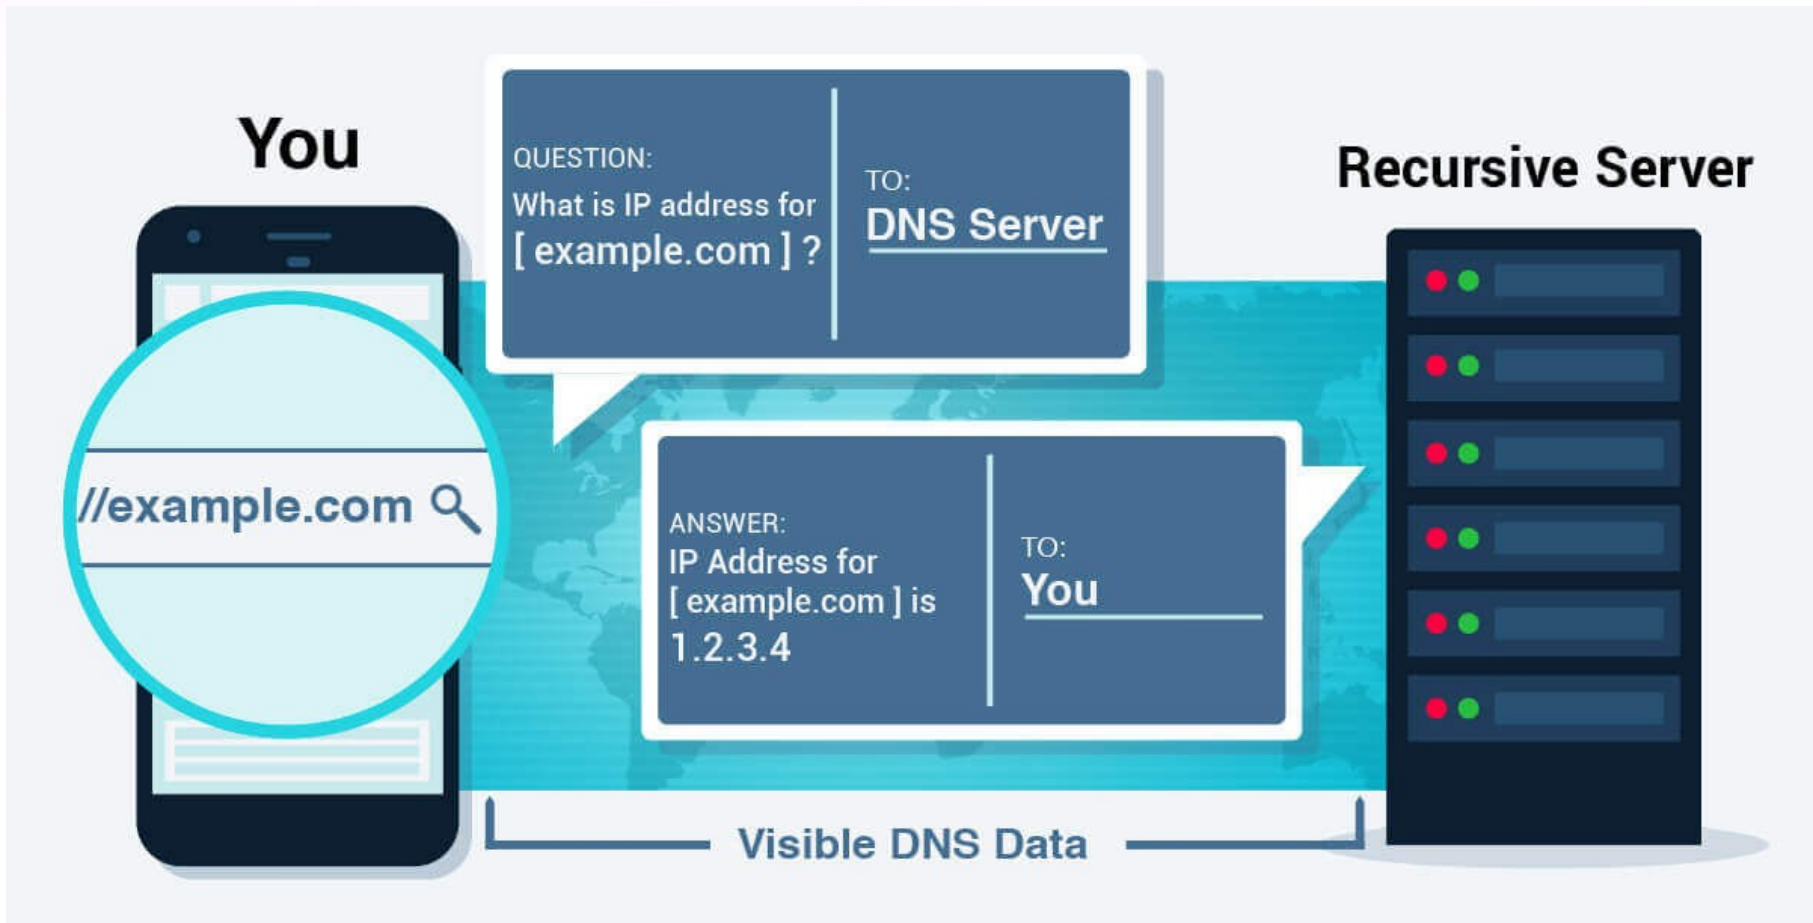 You
QUESTION:
What is IP address for
[ example.com ] ?
TO:
DNS Server
Recursive Server
//example.com
ANSWER:
IP Address for
[ example.com ] is
1.2.3.4
TO:
You
Visible DNS Data